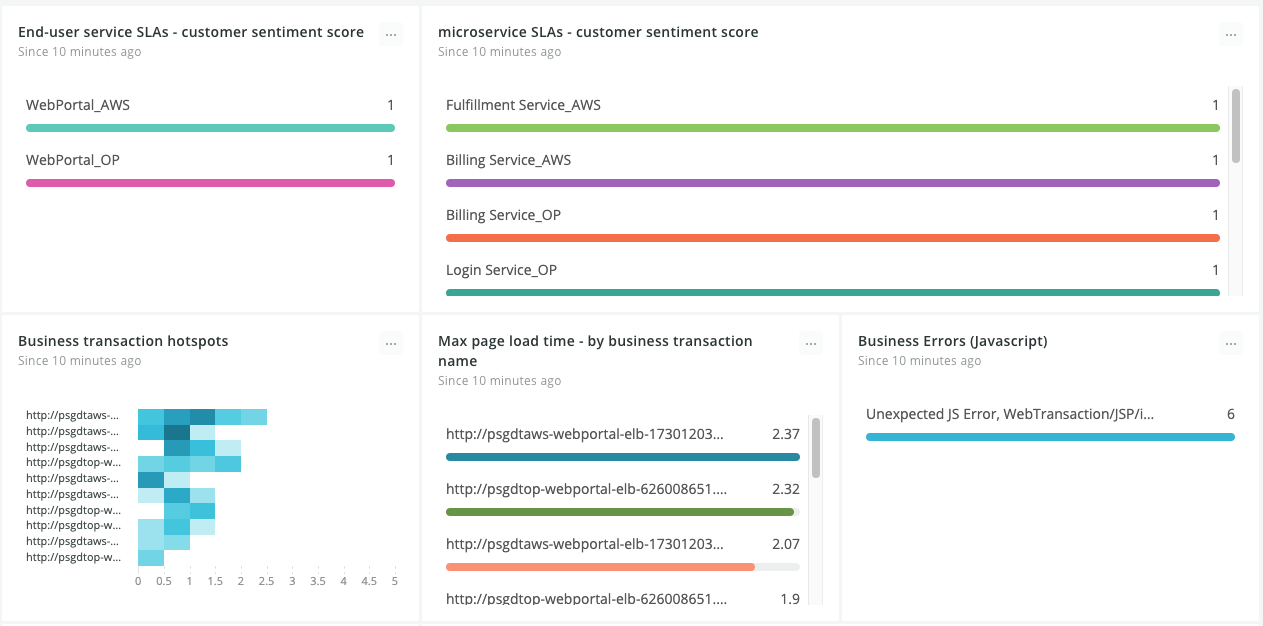 End-user service SLAs - customer sentiment score
...
Since 10 minutes ago
WebPortal_AWS 1
WebPortal_OP 1
microservice SLAs - customer sentiment score
...
Since 10 minutes ago
Fulfillment Service_AWS 1
Billing Service_AWS 1
Billing Service_OP 1
Login Service_OP 1
Business transaction hotspots
...
Since 10 minutes ago
http://psgdtaws-...
http://psgdtaws-...
http://psgdtaws-...
http://psgdtop-w...
http://psgdtaws-...
http://psgdtaws-...
http://psgdtop-w...
http://psgdtop-w...
http://psgdtaws-...
http://psgdtop-w...
0 0.5 1 1.5 2 2.5 3 3.5 4 4.5 5
Max page load time - by business transaction
name
...
Since 10 minutes ago
http://psgdtaws-webportal-elb-17301203... 2.37
http://psgdtop-webportal-elb-626008651.... 2.32
http://psgdtaws-webportal-elb-17301203... 2.07
http://psgdtop-webportal-elb-626008651.... 1.9
Business Errors (Javascript)
...
Since 10 minutes ago
Unexpected JS Error, WebTransaction/JSP/i... 6